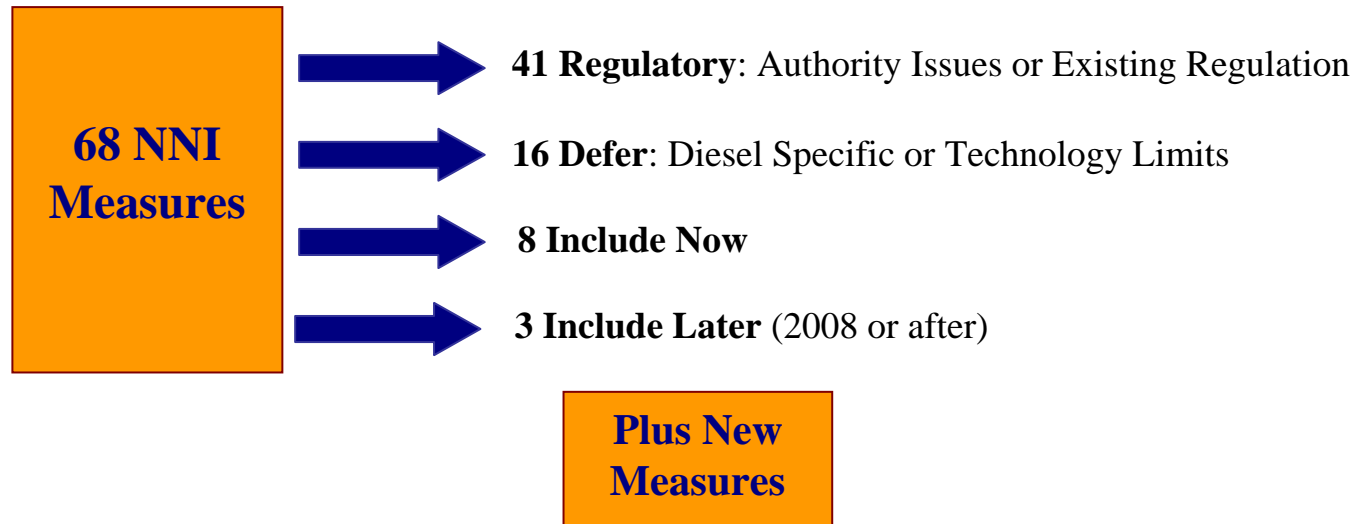 68 NNI
Measures
41 Regulatory: Authority Issues or Existing Regulation
16 Defer: Diesel Specific or Technology Limits
8 Include Now
3 Include Later (2008 or after)
Plus New
Measures